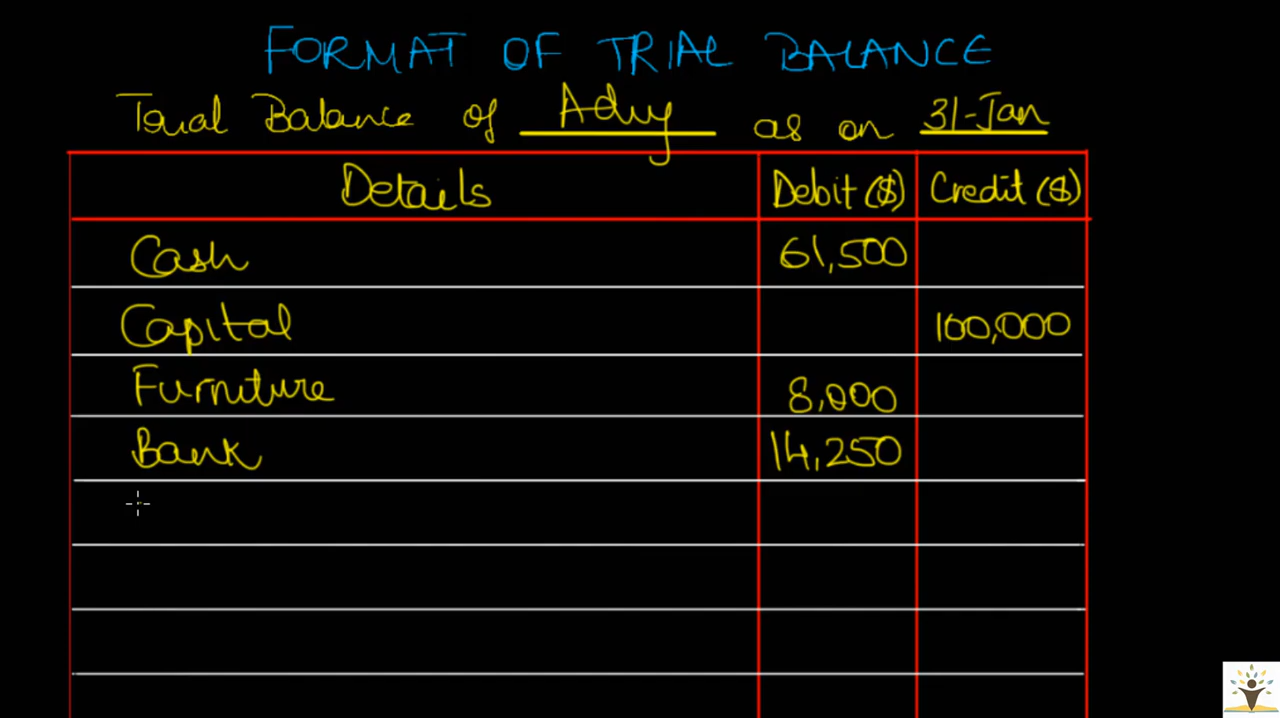 FORMAT OF TRIAL BALANCE
Trial Balance of Adry as on 31-Jan
Details Debit ($) Credit ($)
Cash 61,500
Capital 100,000
Furniture 8,000
Bank 14,250